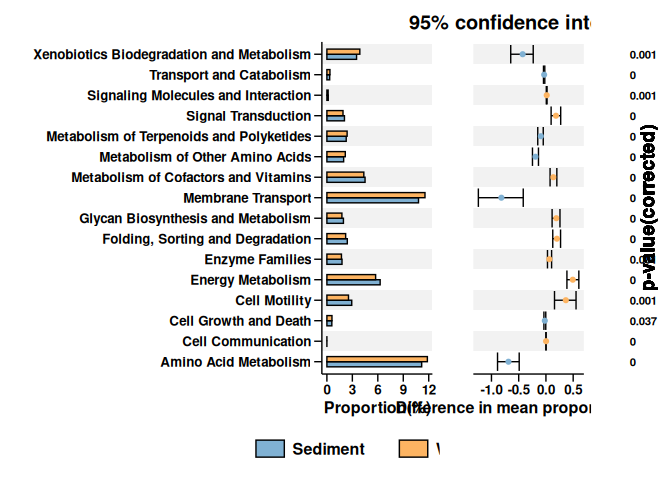 95% confidence
Xenobiotics Biodegradation and Metabolism 0.001
Transport and Catabolism 0
Signaling Molecules and Interaction 0.001
Signal Transduction 0
Metabolism of Terpenoids and Polyketides 0
Metabolism of Other Amino Acids 0
Metabolism of Cofactors and Vitamins 0
Membrane Transport 0
Glycan Biosynthesis and Metabolism 0
Folding, Sorting and Degradation 0
Enzyme Families
Energy Metabolism 0
Cell Motility 0.001
Cell Growth and Death 0.037
Cell Communication 0
Amino Acid Metabolism 0
p-value(corrected)
0 3 6 9 12 -1.0 -0.5 0.0 0.5
Proportion(%) Difference in mean
Sediment